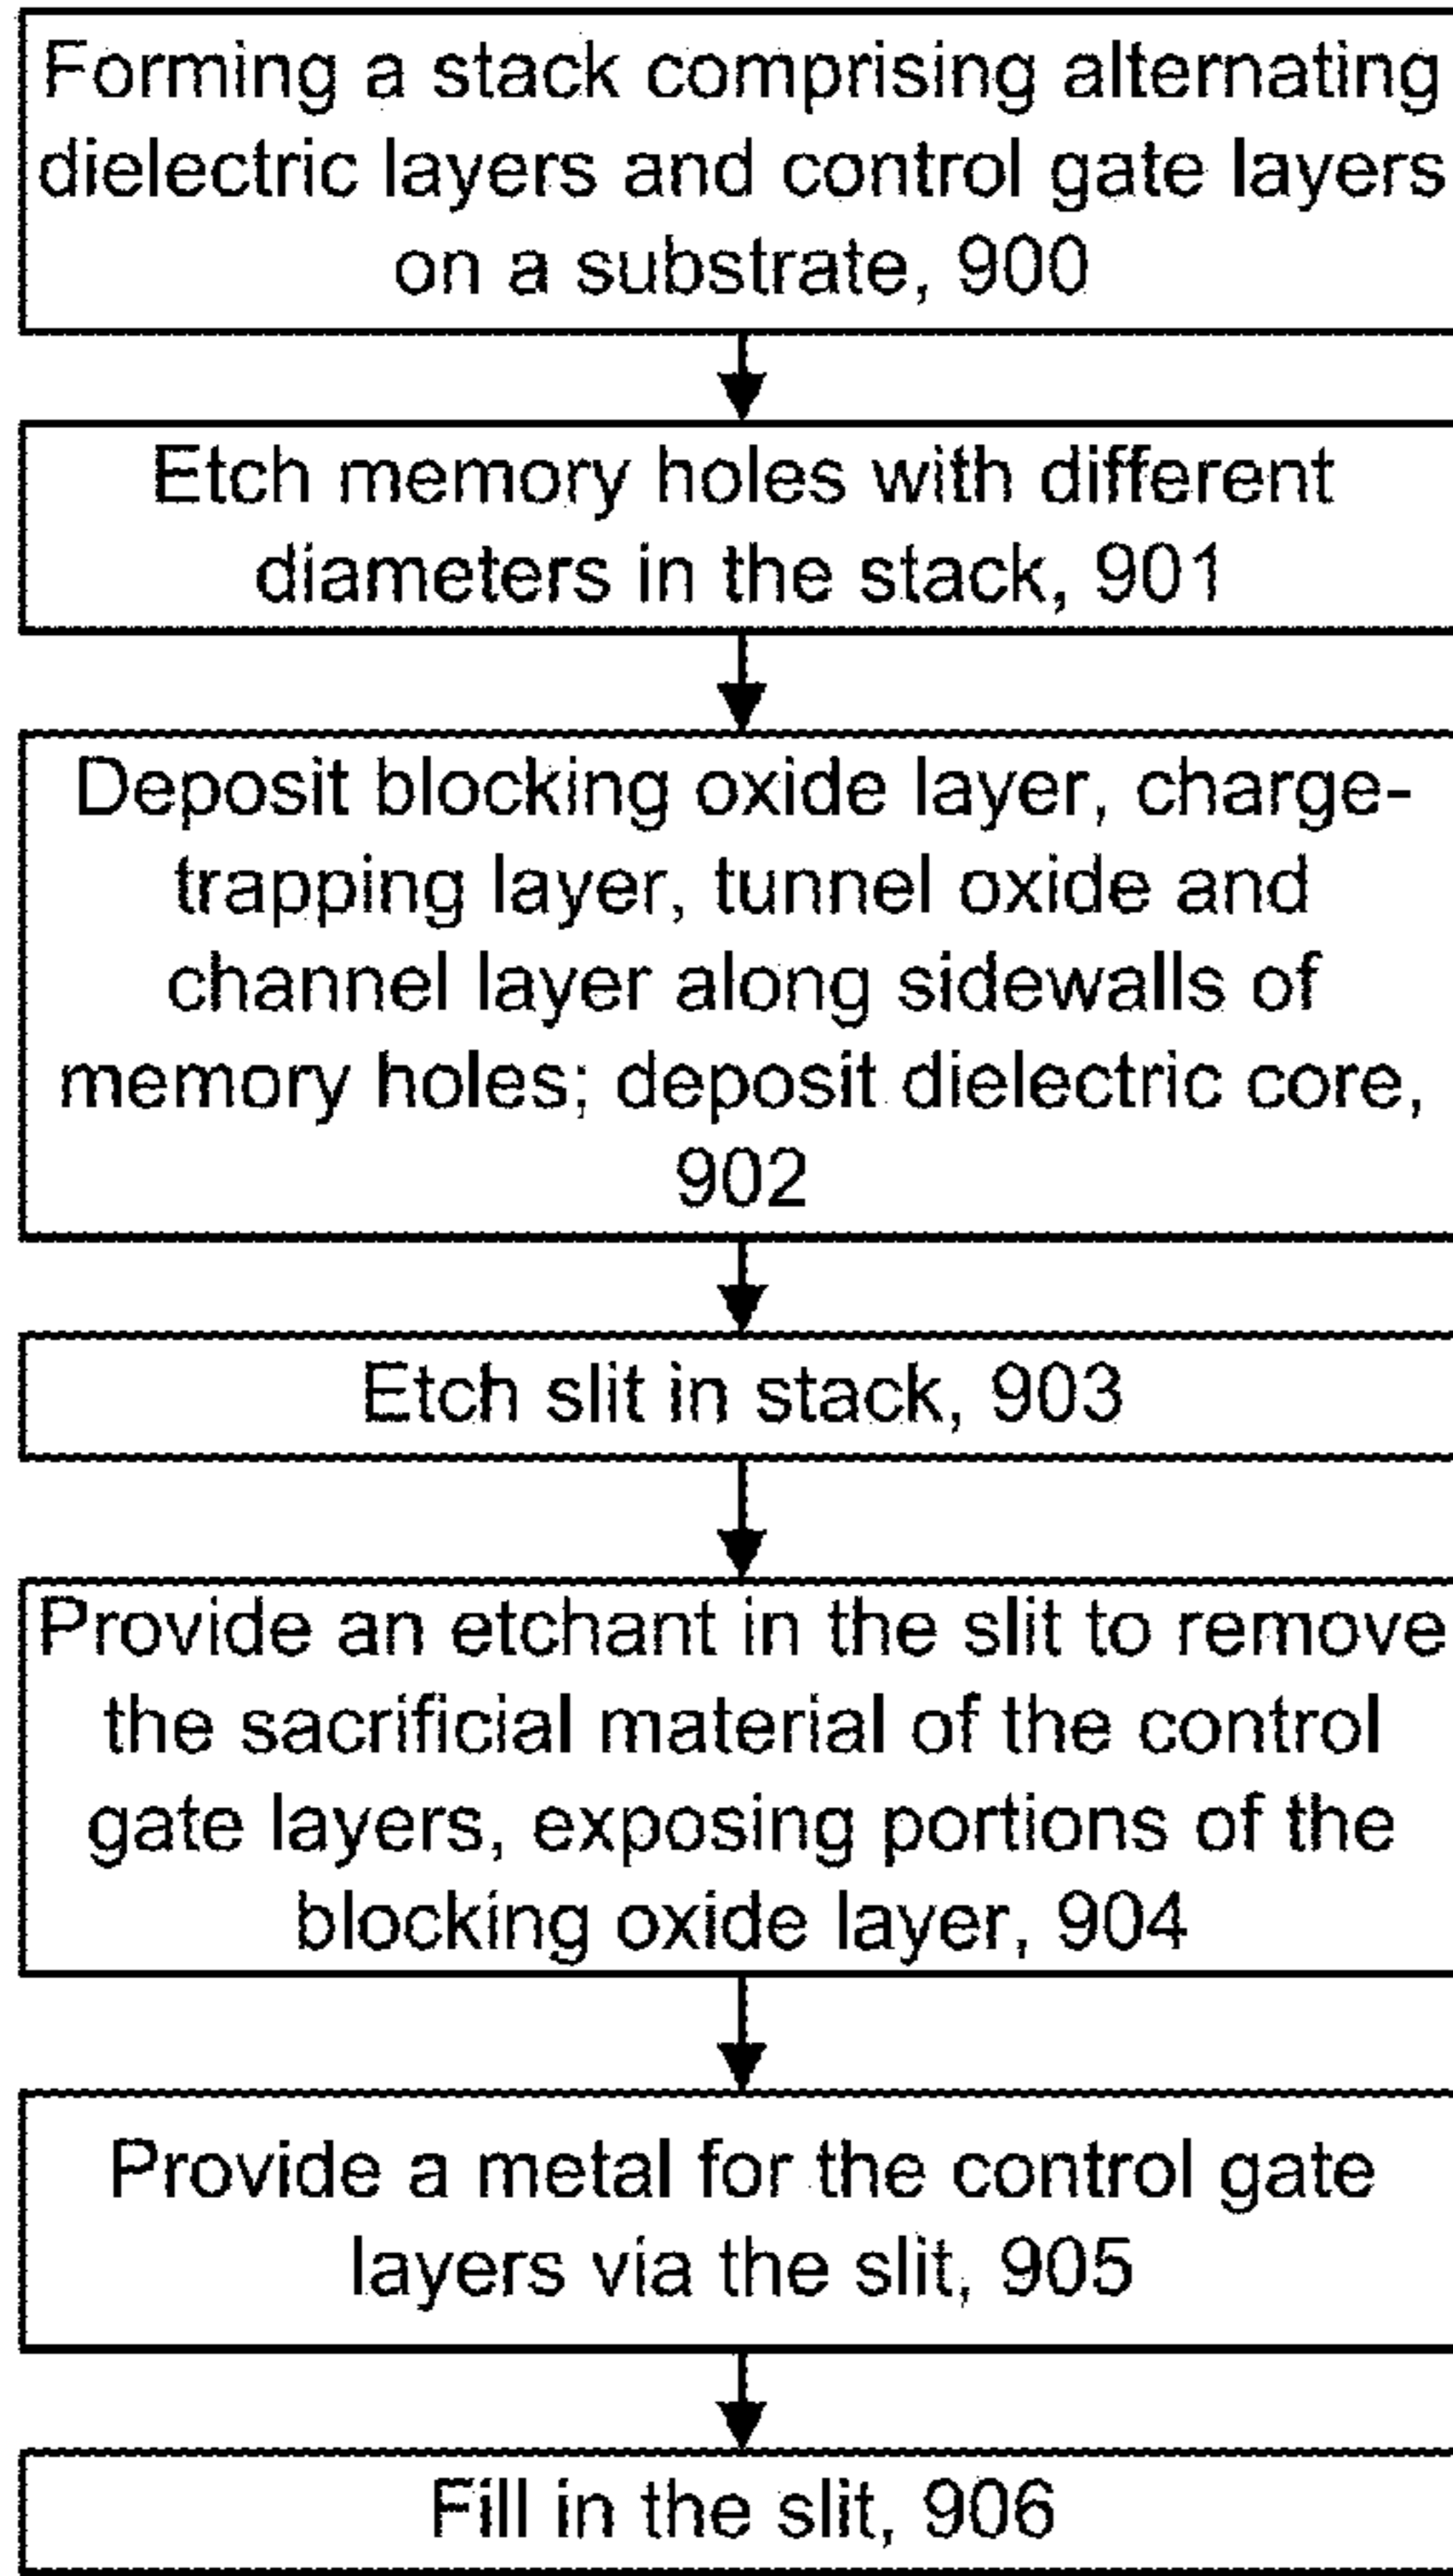 Forming a stack comprising alternating
dielectric layers and control gate layers
on a substrate, 900
Etch memory holes with different
diameters in the stack, 901
Deposit blocking oxide layer, charge-
trapping layer, tunnel oxide and
channel layer along sidewalls of
memory holes; deposit dielectric core,
902
Etch slit in stack, 903
Provide an etchant in the slit to remove
the sacrificial material of the control
gate layers, exposing portions of the
blocking oxide layer, 904
Provide a metal for the control gate
layers via the slit, 905
Fill in the slit, 906